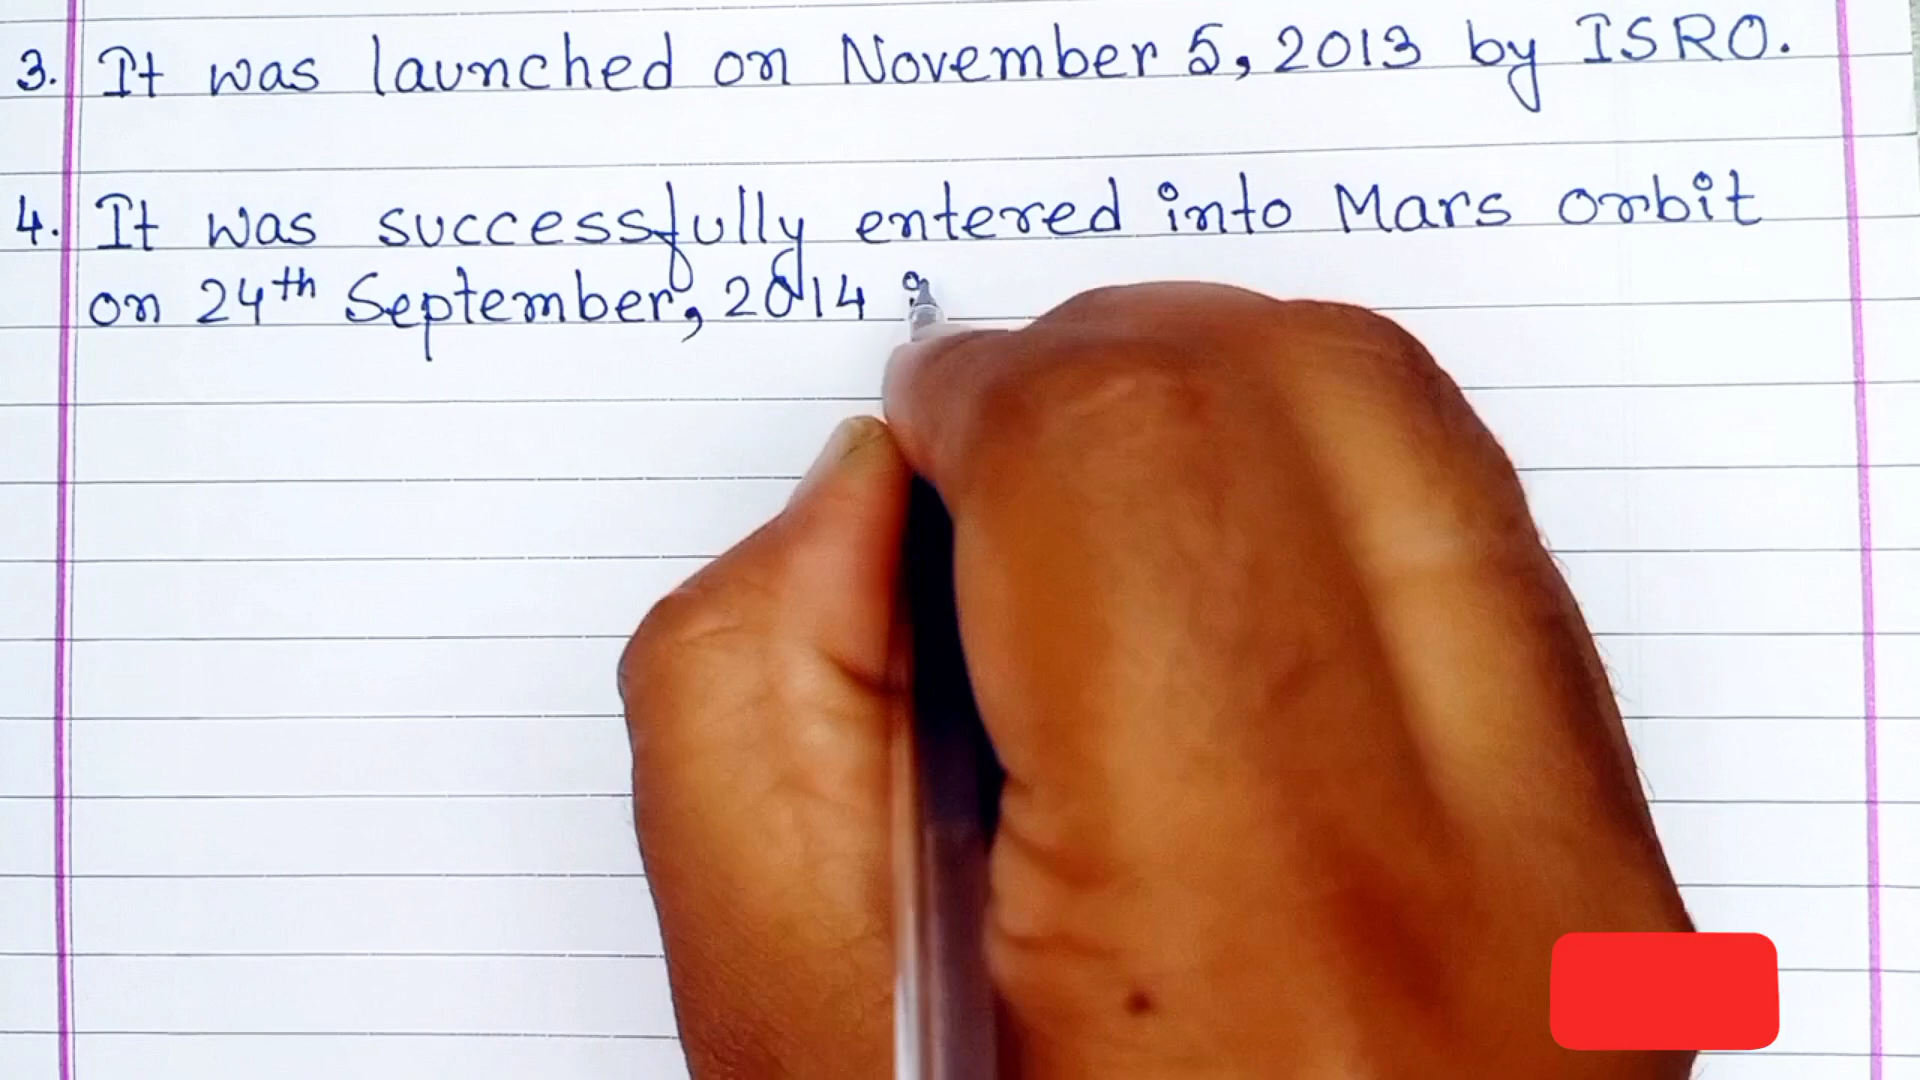 3. It was launched on November 5, 2013 by ISRO.
4. It was successfully entered into Mars orbit
on 24th September, 2014